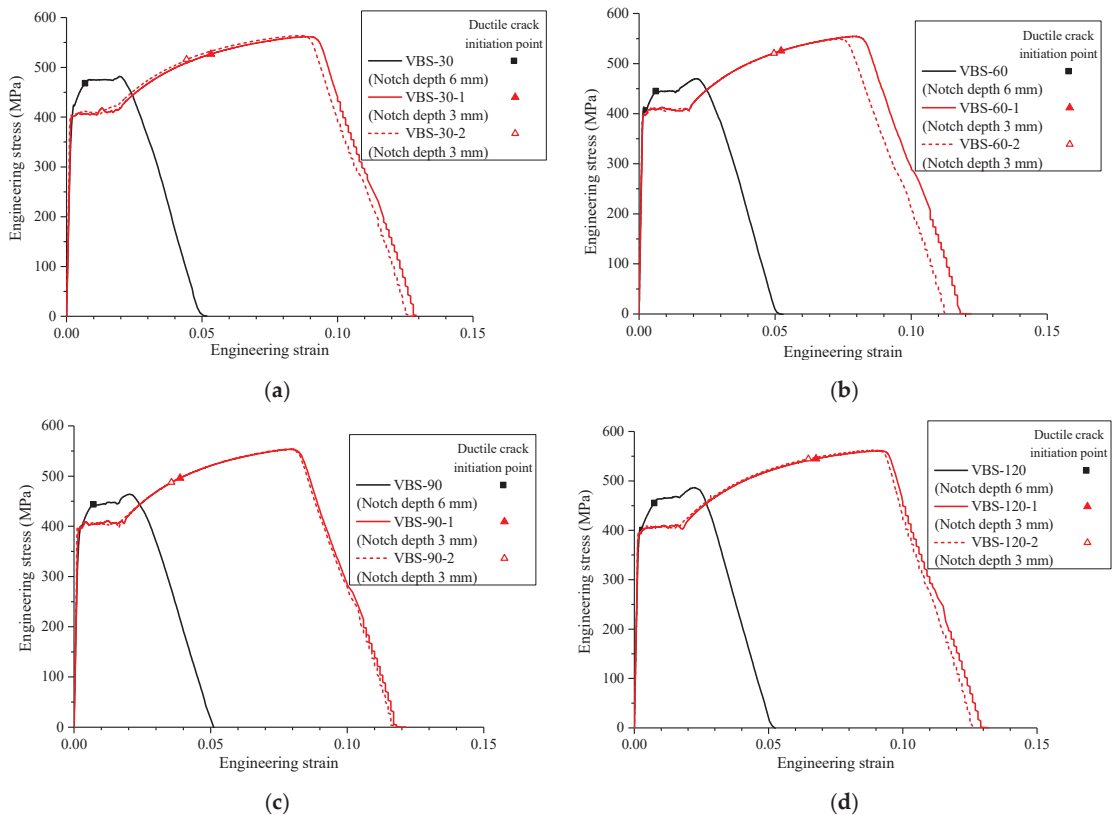 600
500
400
300
200
100
0
0.00
0.05
0.10
0.15
Engineering stress (MPa)
Engineering strain
Ductile crack
initiation point
VBS-30
(Notch depth 6 mm)
VBS-30-1
(Notch depth 3 mm)
VBS-30-2
(Notch depth 3 mm)
(a)
600
500
400
300
200
100
0
0.00
0.05
0.10
0.15
Engineering stress (MPa)
Engineering strain
Ductile crack
initiation point
VBS-60
(Notch depth 6 mm)
VBS-60-1
(Notch depth 3 mm)
VBS-60-2
(Notch depth 3 mm)
(b)
600
500
400
300
200
100
0
0.00
0.05
0.10
0.15
Engineering stress (MPa)
Engineering strain
Ductile crack
initiation point
VBS-90
(Notch depth 6 mm)
VBS-90-1
(Notch depth 3 mm)
VBS-90-2
(Notch depth 3 mm)
(c)
600
500
400
300
200
100
0
0.00
0.05
0.10
0.15
Engineering stress (MPa)
Engineering strain
Ductile crack
initiation point
VBS-120
(Notch depth 6 mm)
VBS-120-1
(Notch depth 3 mm)
VBS-120-2
(Notch depth 3 mm)
(d)